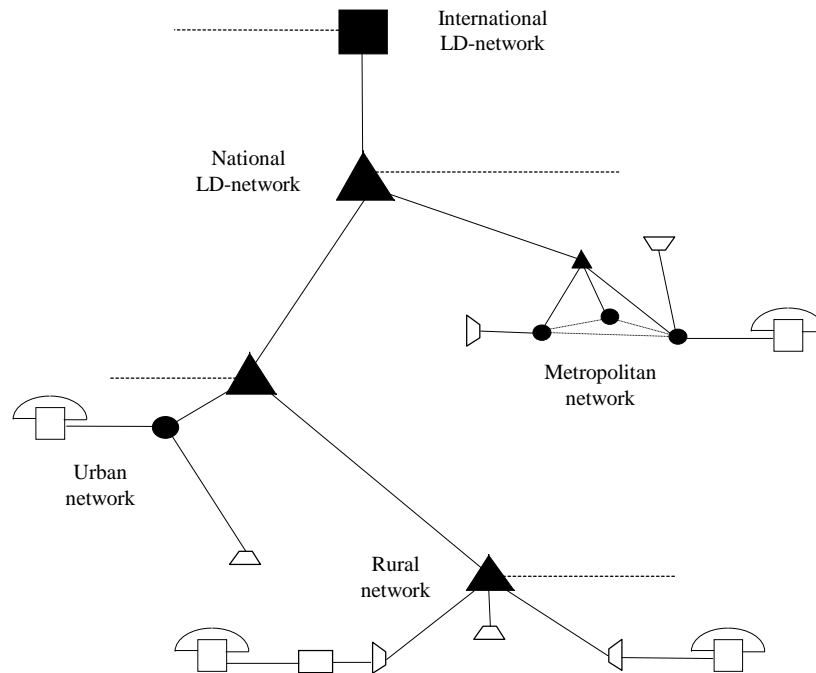 International
LD-network
National
LD-network
Metropolitan
network
Urban
network
Rural
network